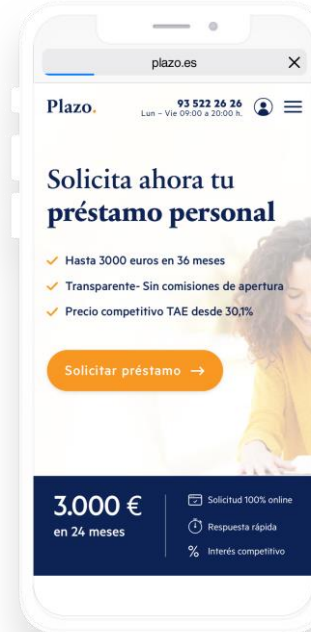 plazo.es
Plazo.
93 522 26 26
Lun – Vie 09:00 a 20:00 h.
Solicita ahora tu
préstamo personal
Hasta 3000 euros en 36 meses
Transparente- Sin comisiones de apertura
Precio competitivo TAE desde 30,1%
Solicitar préstamo →
3.000 €
en 24 meses
Solicitud 100% online
Respuesta rápida
% Interés competitivo